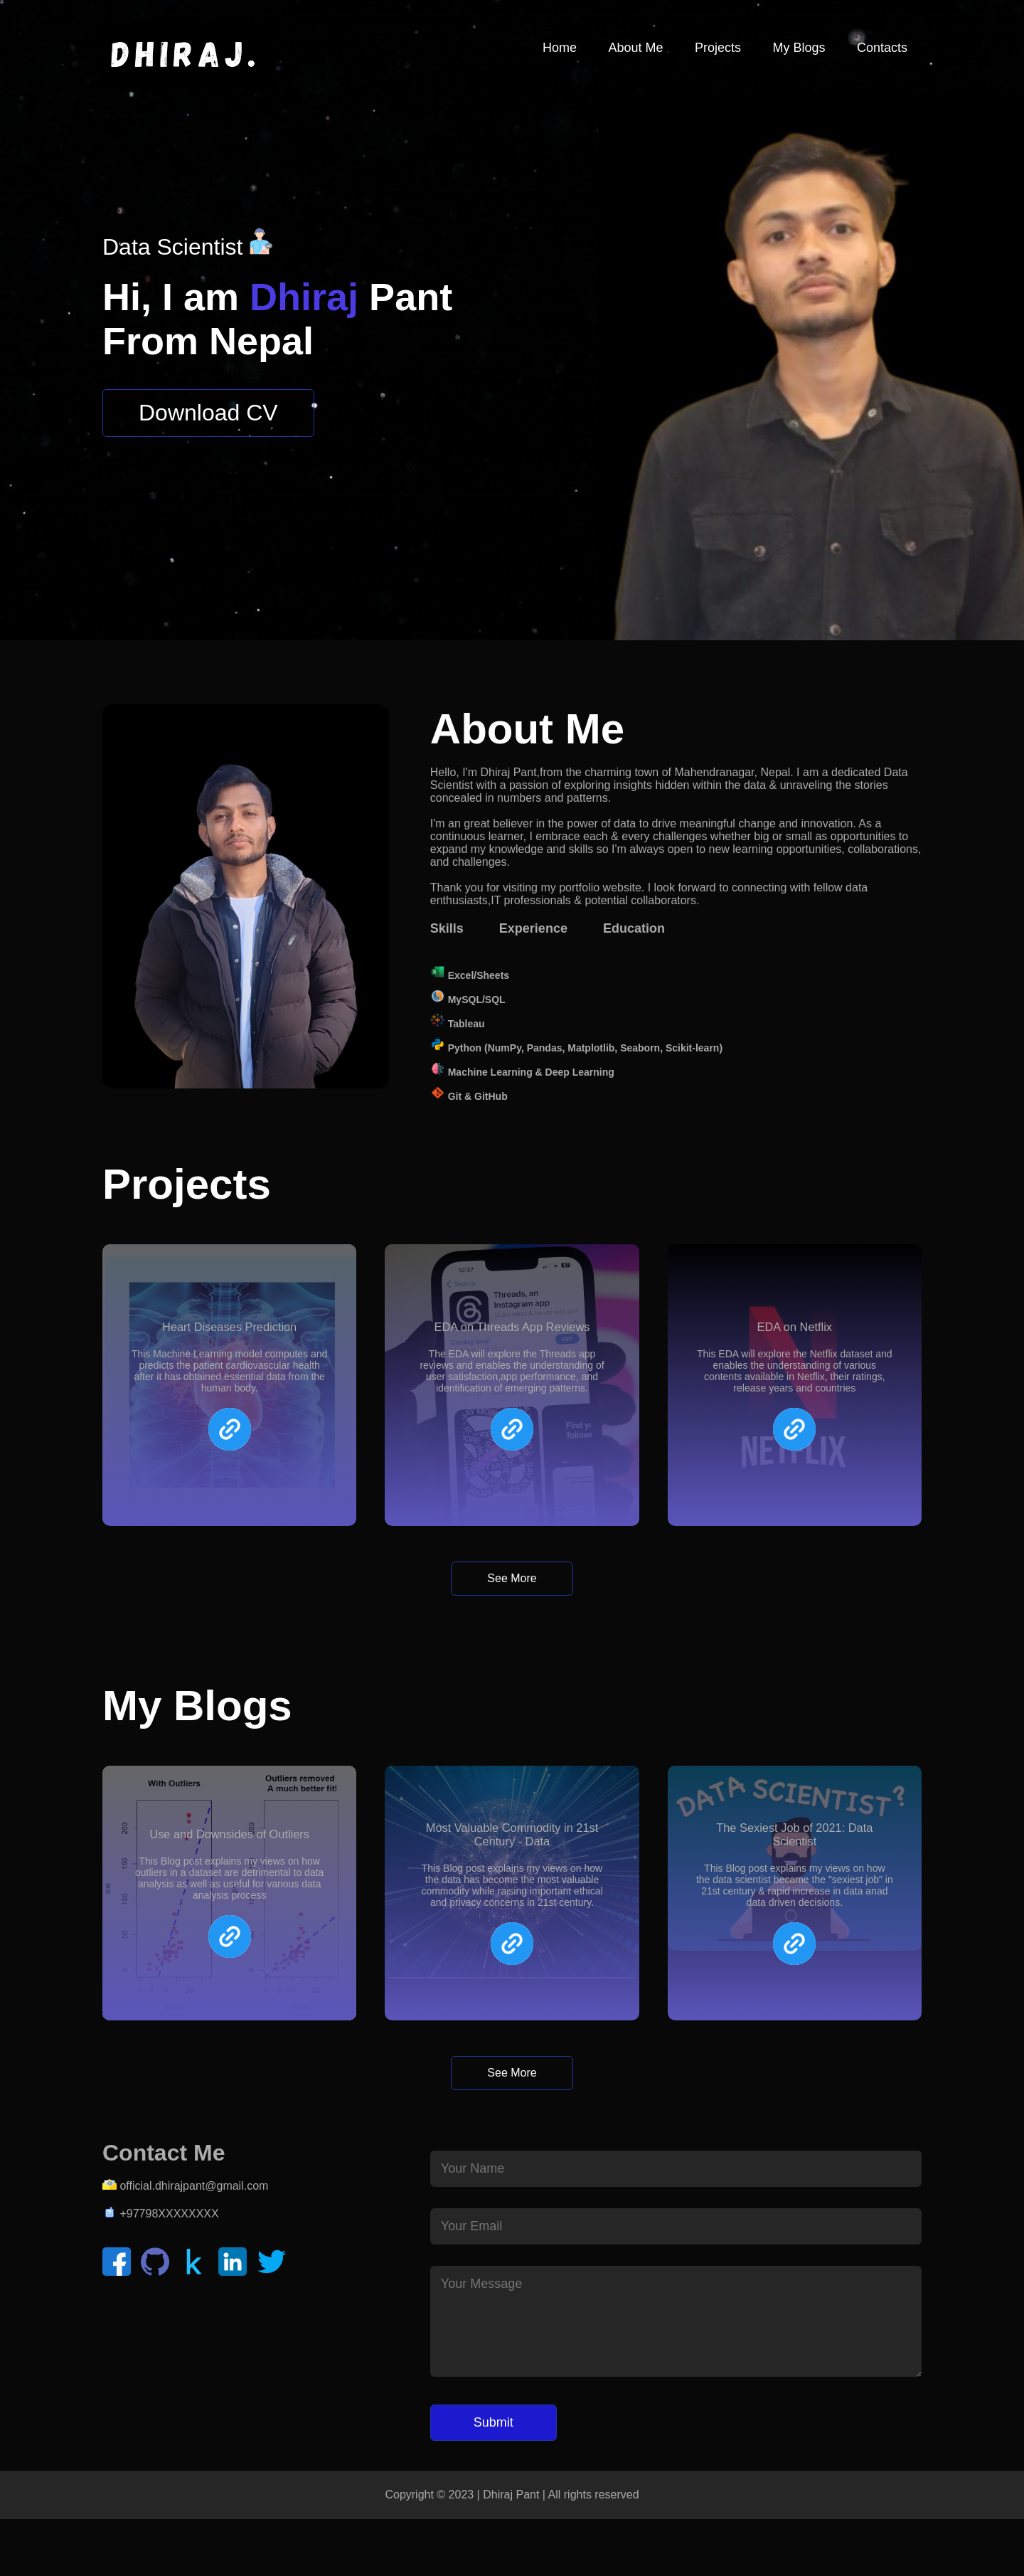 DHIRAJ.
Home About Me Projects My Blogs Contacts
Data Scientist
Hi, I am Dhiraj Pant
From Nepal
Download CV
About Me
Hello, I'm Dhiraj Pant,from the charming town of Mahendranagar, Nepal. I am a dedicated Data
Scientist with a passion of exploring insights hidden within the data & unraveling the stories
concealed in numbers and patterns.
I'm an great believer in the power of data to drive meaningful change and innovation. As a
continuous learner, I embrace each & every challenges whether big or small as opportunities to
expand my knowledge and skills so I'm always open to new learning opportunities, collaborations,
and challenges.
Thank you for visiting my portfolio website. I look forward to connecting with fellow data
enthusiasts,IT professionals & potential collaborators.
Skills Experience Education
Excel/Sheets
MySQL/SQL
Tableau
Python (NumPy, Pandas, Matplotlib, Seaborn, Scikit-learn)
Machine Learning & Deep Learning
Git & GitHub
Projects
Heart Diseases Prediction
This Machine Learning model computes and
predicts the patient cardiovascular health
after it has obtained essential data from the
human body.
10:37
Search
Threads, an
Instagram app
EDA on Threads App Reviews
The EDA will explore the Threads app
reviews and enables the understanding of
user satisfaction,app performance, and
identification of emerging patterns.
EDA on Netflix
This EDA will explore the Netflix dataset and
enables the understanding of various
contents available in Netflix, their ratings,
release years and countries
NETFLIX
See More
My Blogs
With Outliers
Outliers removed
A much better fit!
Use and Downsides of Outliers
This Blog post explains my views on how
outliers in a dataset are detrimental to data
analysis as well as useful for various data
analysis process
Most Valuable Commodity in 21st
Century - Data
This Blog post explains my views on how
the data has become the most valuable
commodity while raising important ethical
and privacy concerns in 21st century.
DATA SCIENTIST?
The Sexiest Job of 2021: Data
Scientist
This Blog post explains my views on how
the data scientist became the "sexiest job" in
21st century & rapid increase in data anad
data driven decisions.
See More
Contact Me
official.dhirajpant@gmail.com
+97798XXXXXXXX
Your Name
Your Email
Your Message
Submit
Copyright © 2023 | Dhiraj Pant | All rights reserved